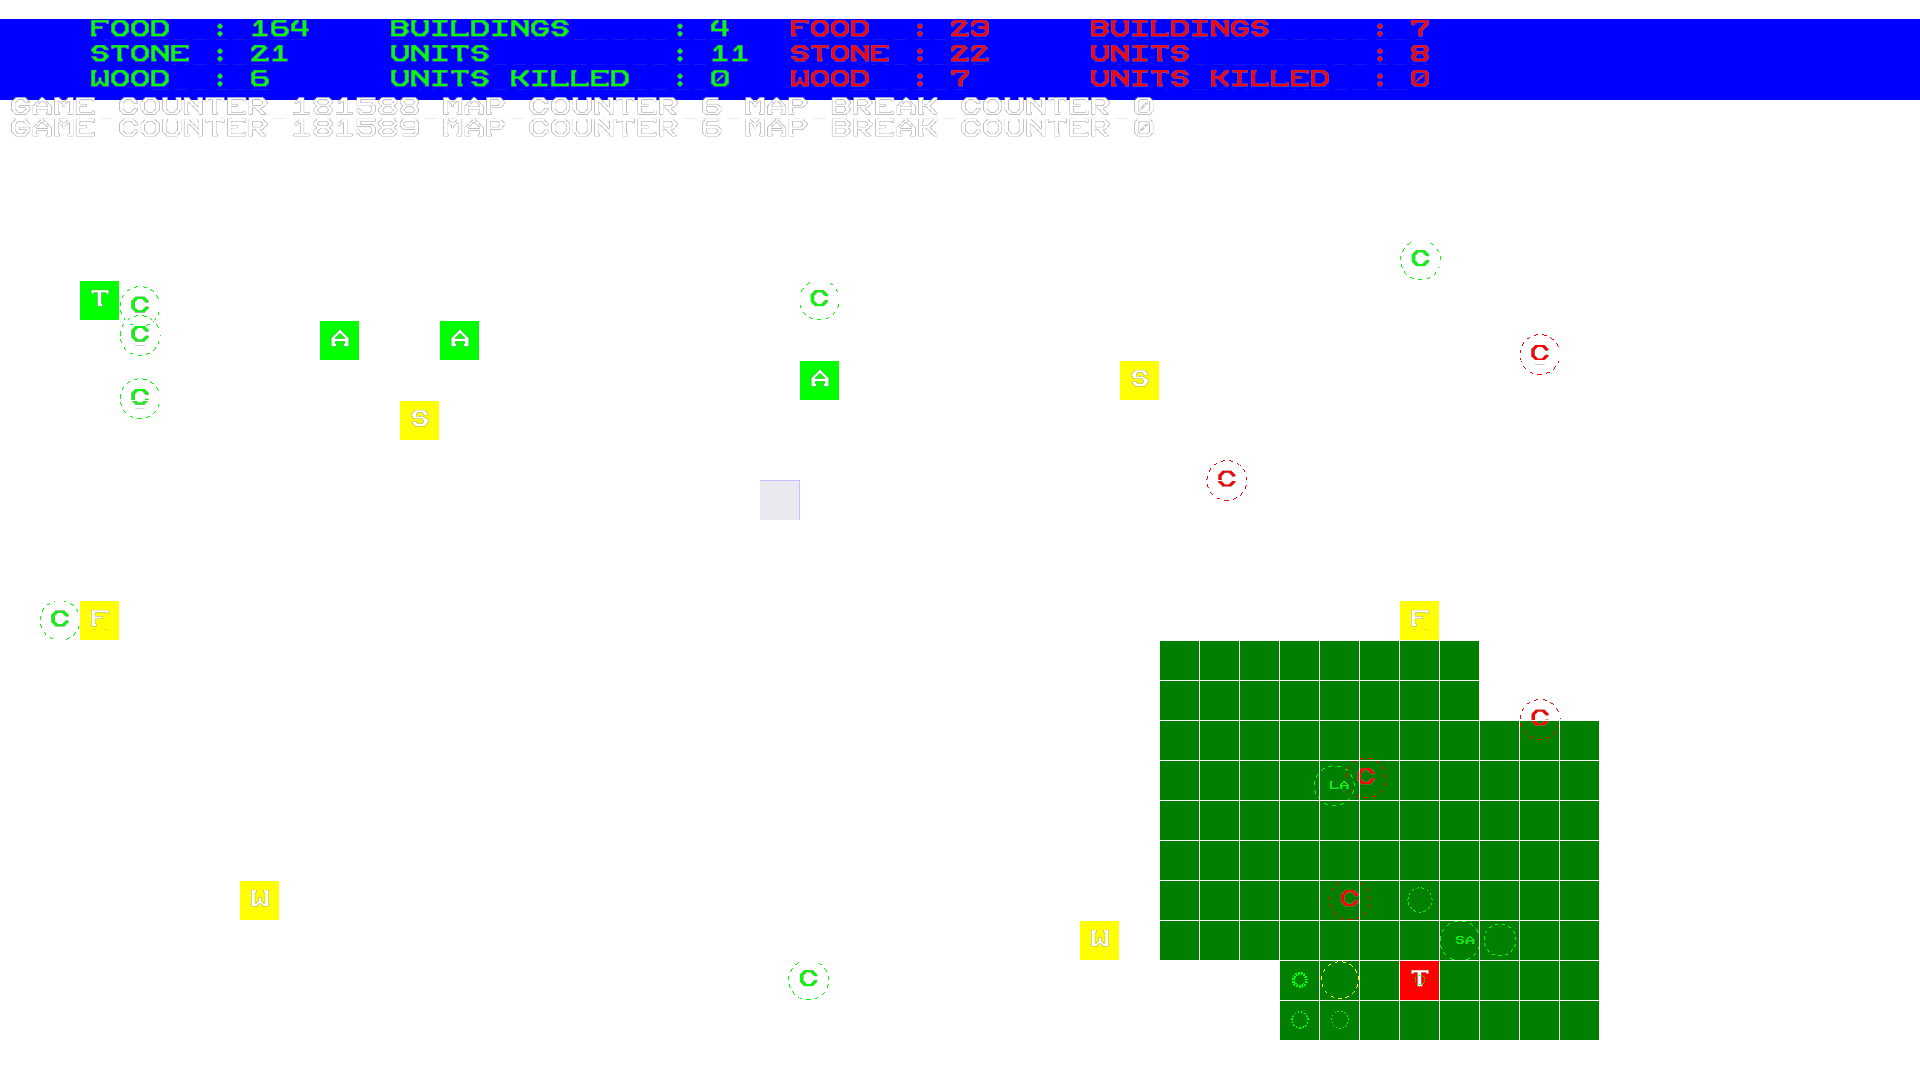 FOOD : 164 BUILDINGS : 4 FOOD : 23 BUILDINGS : 7
STONE : 21 UNITS : 11 STONE : 22 UNITS : 8
WOOD : 6 UNITS KILLED : 0 WOOD : 7 UNITS KILLED : 0
GAME COUNTER 181588 MAP COUNTER 6 MAP BREAK COUNTER 0
GAME COUNTER 181589 MAP COUNTER 6 MAP BREAK COUNTER 0
C
T C C
C
A A
C
A S
C
S
C
C F F
C
LA C
W C
W SA
C T